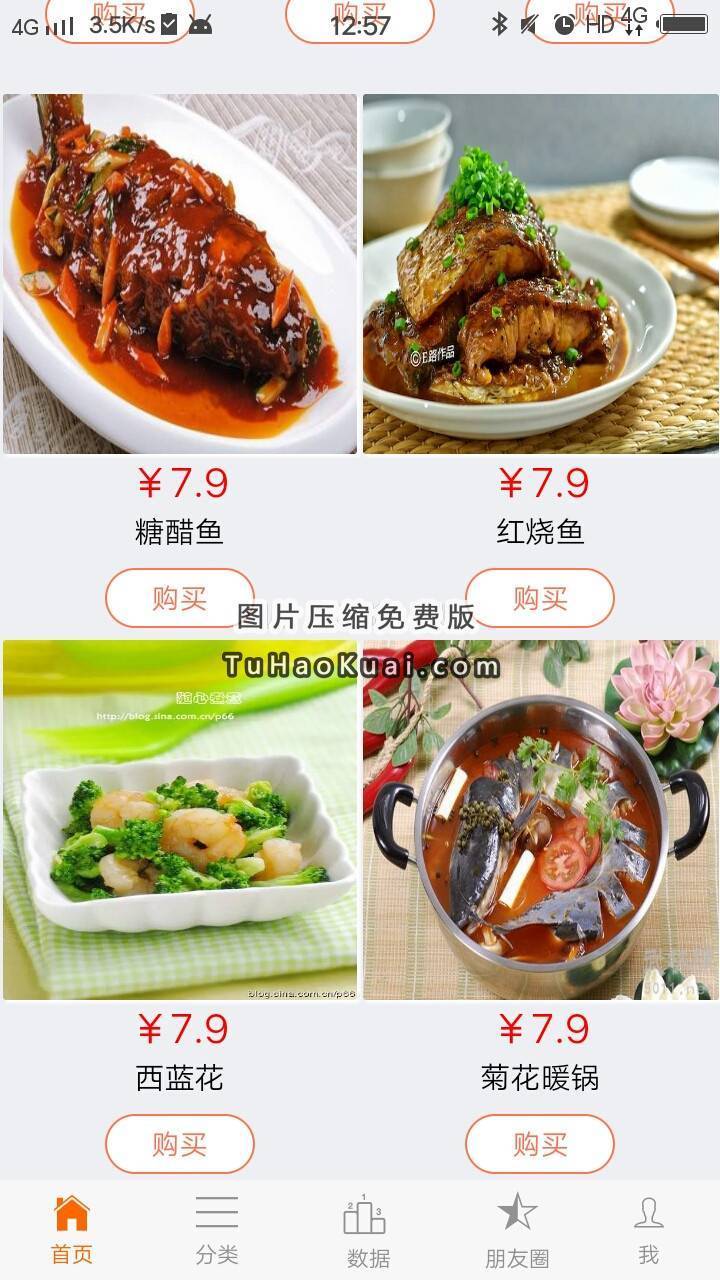 购买 购买 购买
4G 3.5K/s 12:57 HD 4G
©E路作品
¥7.9 ¥7.9
糖醋鱼 红烧鱼
购买 购买
图片压缩免费版
TuHaoKuai.com
http://blog.sina.com.cn/p66
blog.sina.com.cn/p66
¥7.9 ¥7.9
西蓝花 菊花暖锅
购买 购买
2 1 3
首页 分类 数据 朋友圈 我